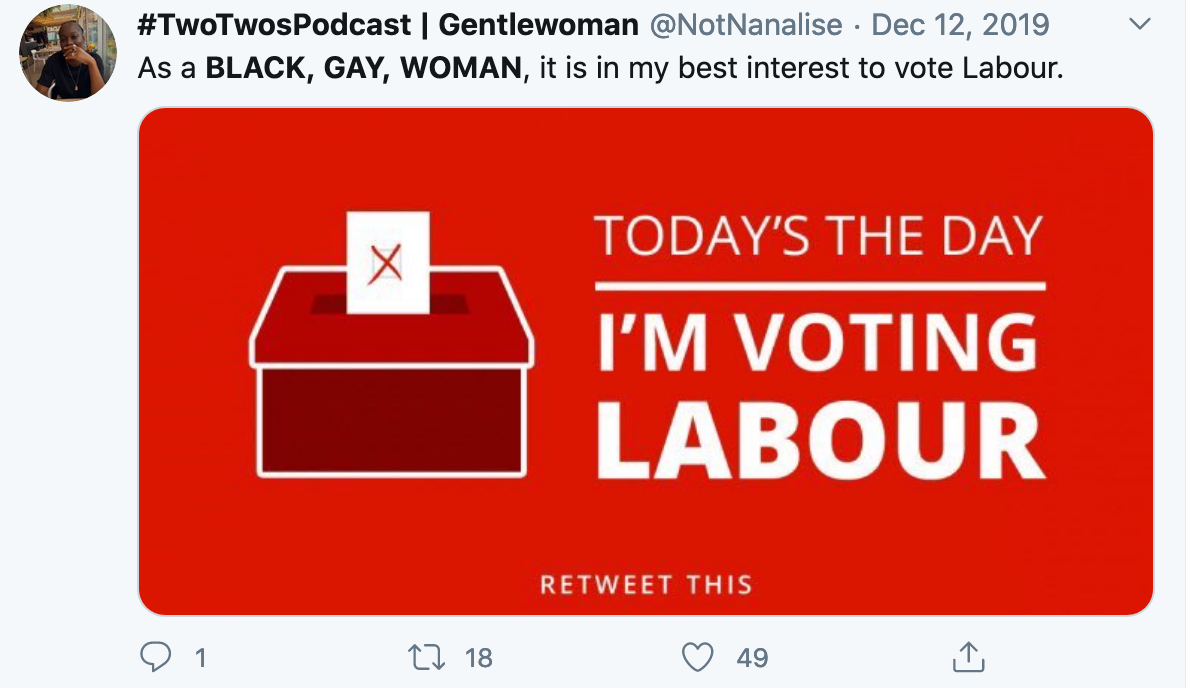 #TwoTwosPodcast | Gentlewoman @NotNanalise · Dec 12, 2019
As a BLACK, GAY, WOMAN, it is in my best interest to vote Labour.
TODAY’S THE DAY
I’M VOTING
LABOUR
RETWEET THIS
1 18 49